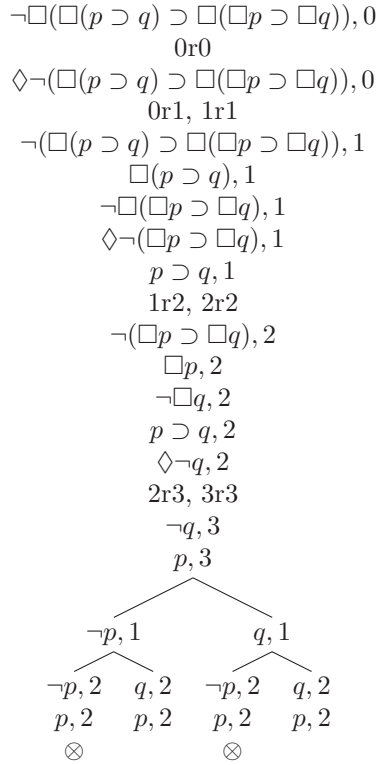 ¬□(□(p ⊃ q) ⊃ □(□p ⊃ □q)), 0
0r0
◊¬(□(p ⊃ q) ⊃ □(□p ⊃ □q)), 0
0r1, 1r1
¬(□(p ⊃ q) ⊃ □(□p ⊃ □q)), 1
□(p ⊃ q), 1
¬□(□p ⊃ □q), 1
◊¬(□p ⊃ □q), 1
p ⊃ q, 1
1r2, 2r2
¬(□p ⊃ □q), 2
□p, 2
¬□q, 2
p ⊃ q, 2
◊¬q, 2
2r3, 3r3
¬q, 3
p, 3
¬p, 1 q, 1
¬p, 2 q, 2 ¬p, 2 q, 2
p, 2 p, 2 p, 2 p, 2
⊗ ⊗